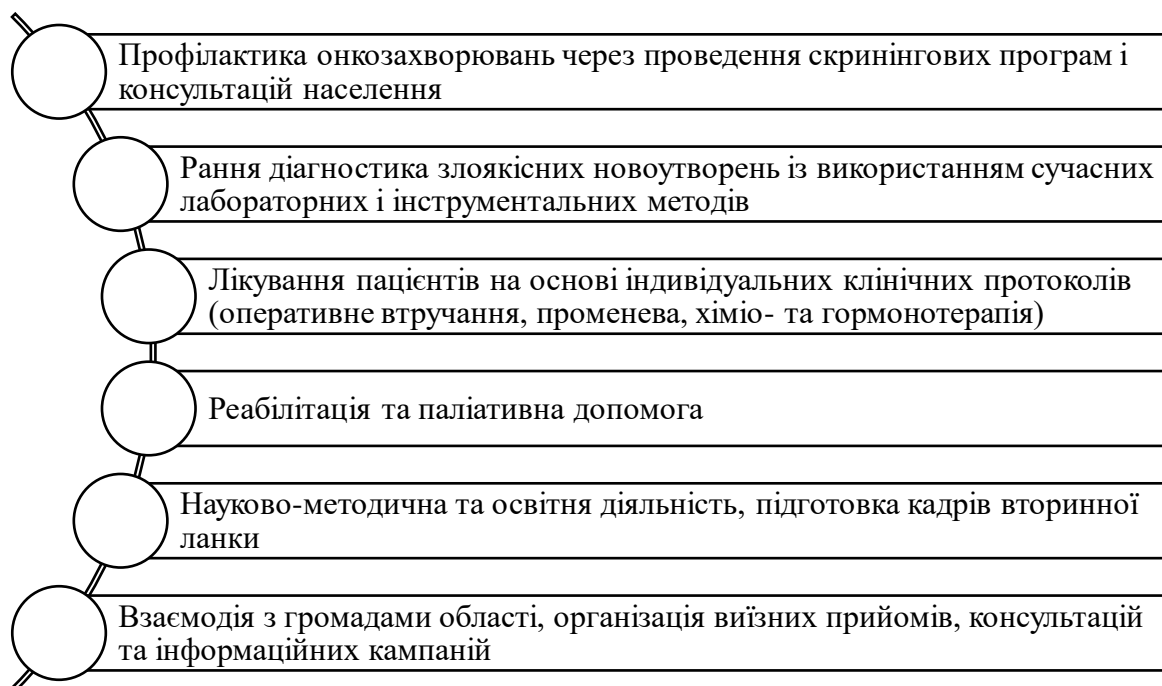 Профілактика онкозахворювань через проведення скринінгових програм і
консультацій населення
Рання діагностика злоякісних новоутворень із використанням сучасних
лабораторних і інструментальних методів
Лікування пацієнтів на основі індивідуальних клінічних протоколів
(оперативне втручання, променева, хіміо- та гормонотерапія)
Реабілітація та паліативна допомога
Науково-методична та освітня діяльність, підготовка кадрів вторинної
ланки
Взаємодія з громадами області, організація виїзних прийомів, консультацій
та інформаційних кампаній